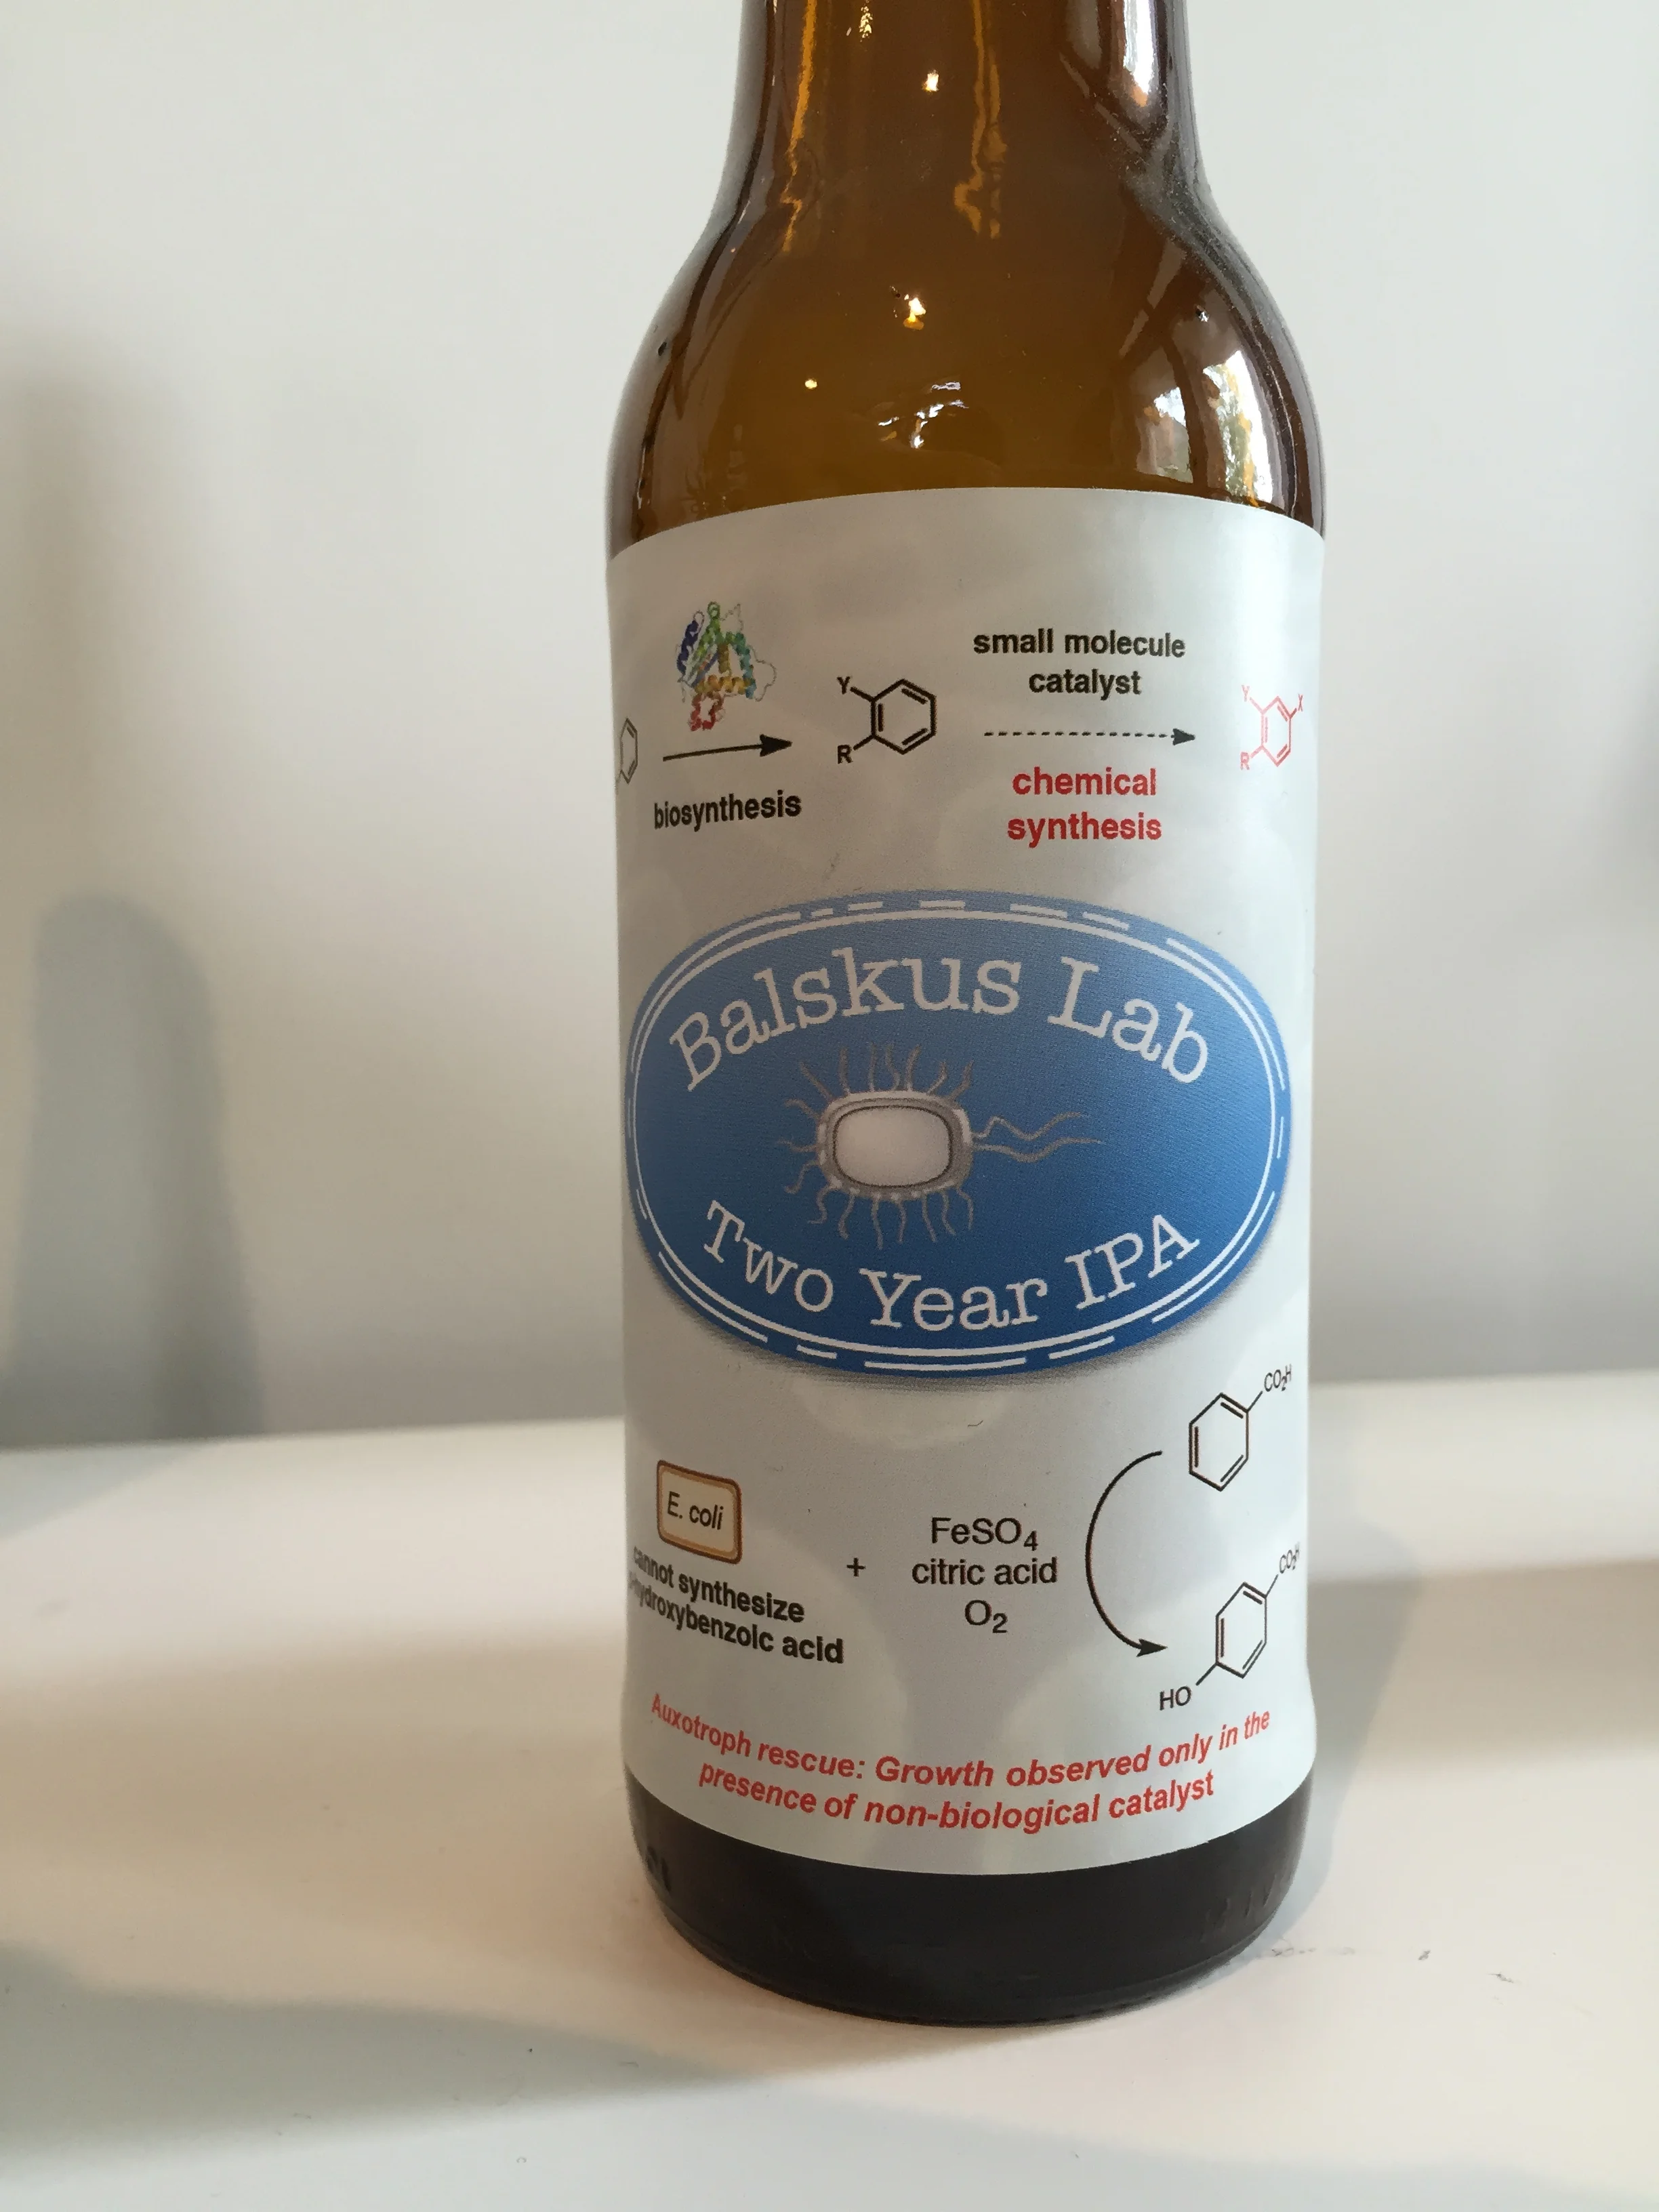 small molecule
catalyst
Y
R
Y
X
R
biosynthesis
chemical
synthesis
Balskus Lab
Two Year IPA
CO2H
E. coli
cannot synthesize
hydroxybenzoic acid
+
FeSO4
citric acid
O2
CO2H
HO
Auxotroph rescue: Growth observed only in the
presence of non-biological catalyst